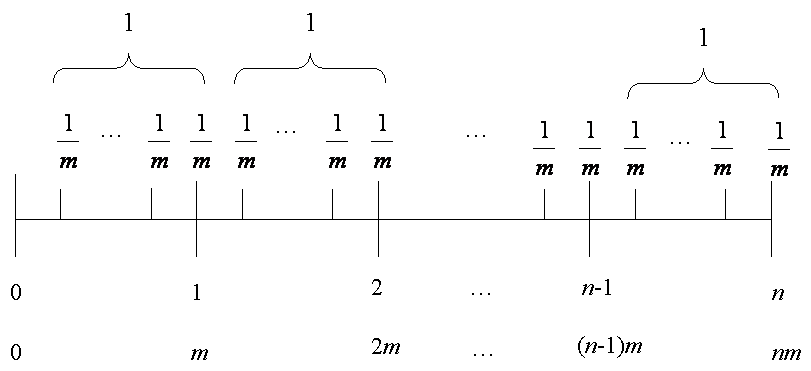 1 1 1
1/m ... 1/m 1/m 1/m ... 1/m 1/m ... 1/m 1/m 1/m ... 1/m 1/m
0 1 2 ... n-1 n
0 m 2m ... (n-1)m nm